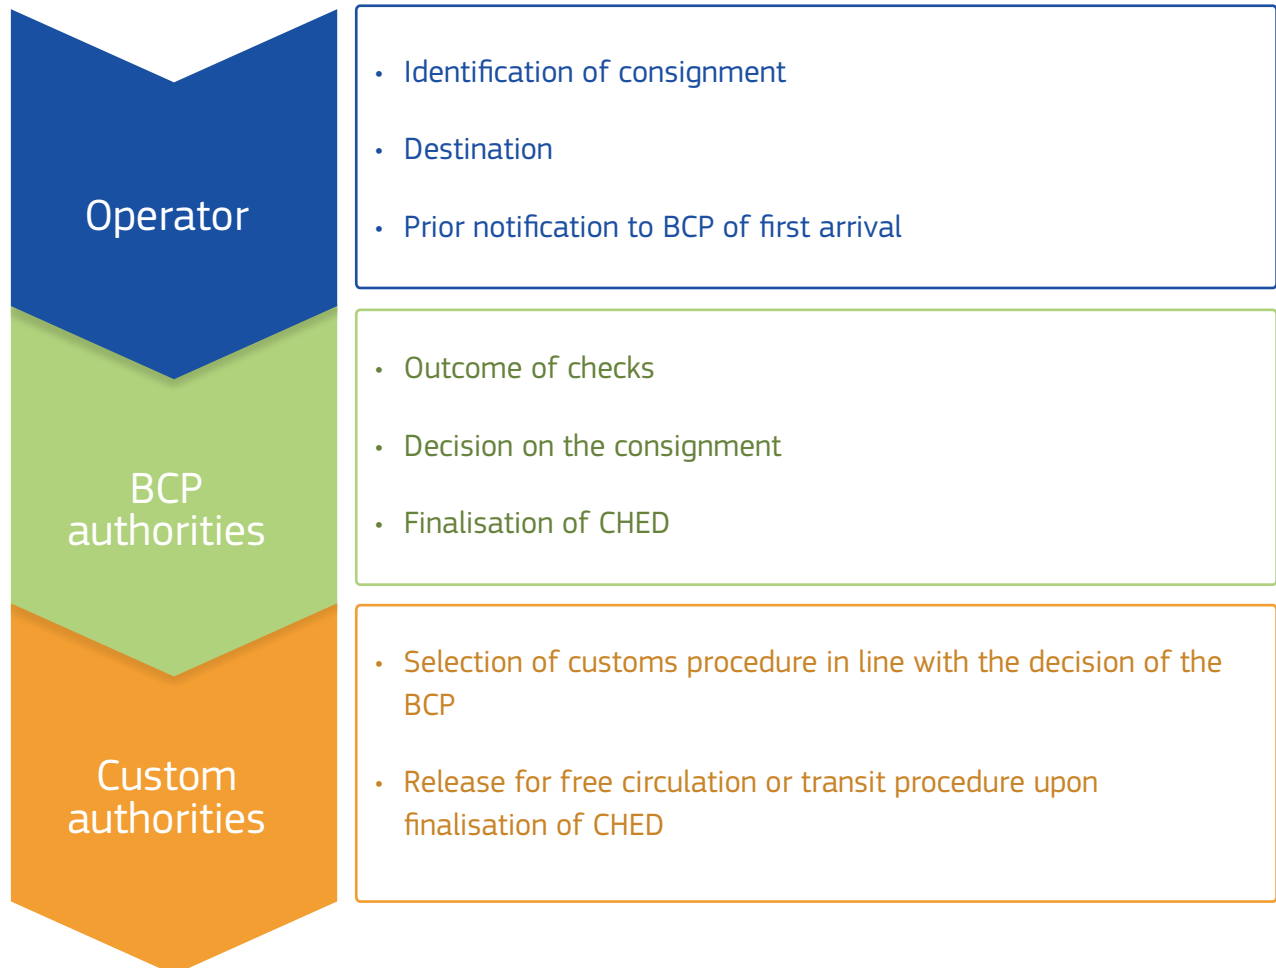 Operator
• Identification of consignment
• Destination
• Prior notification to BCP of first arrival
BCP
authorities
• Outcome of checks
• Decision on the consignment
• Finalisation of CHED
Custom
authorities
• Selection of customs procedure in line with the decision of the
BCP
• Release for free circulation or transit procedure upon
finalisation of CHED